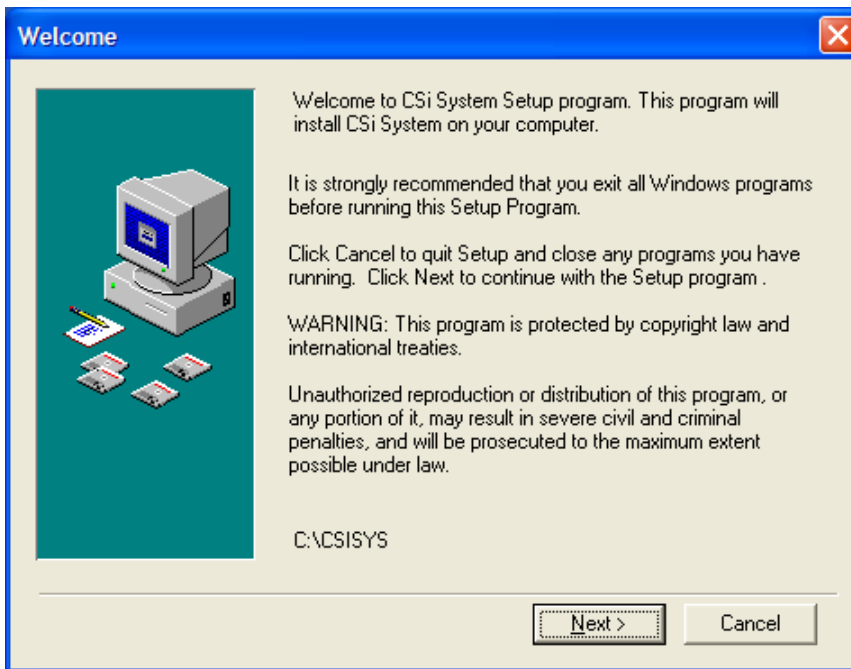 Welcome
Welcome to CSi System Setup program. This program will
install CSi System on your computer.
It is strongly recommended that you exit all Windows programs
before running this Setup Program.
Click Cancel to quit Setup and close any programs you have
running.  Click Next to continue with the Setup program .
WARNING: This program is protected by copyright law and
international treaties.
Unauthorized reproduction or distribution of this program, or
any portion of it, may result in severe civil and criminal
penalties, and will be prosecuted to the maximum extent
possible under law.
C:\CSISYS
Next > Cancel